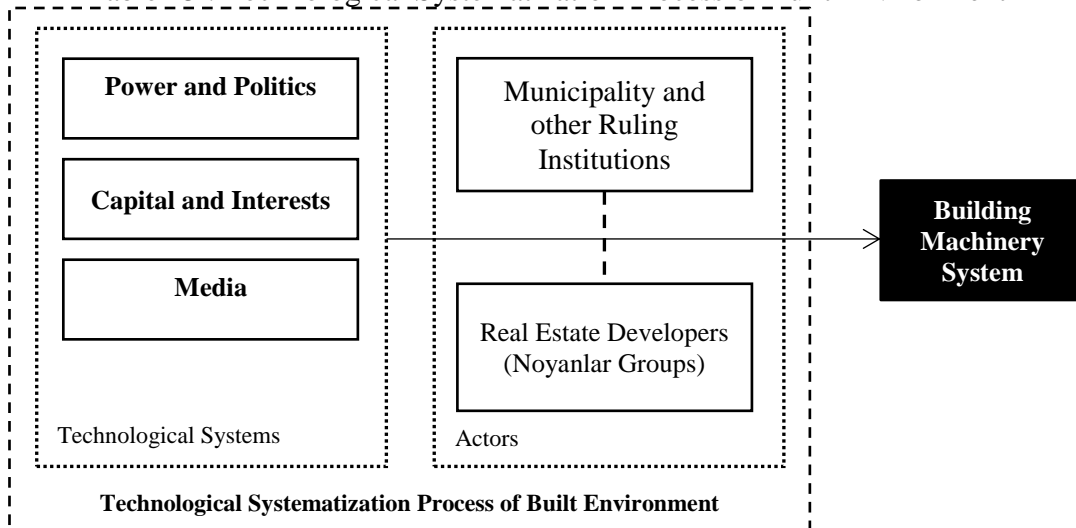 Power and Politics
Capital and Interests
Media
Technological Systems
Municipality and
other Ruling
Institutions
Real Estate Developers
(Noyanlar Groups)
Actors
Technological Systematization Process of Built Environment
Building
Machinery
System